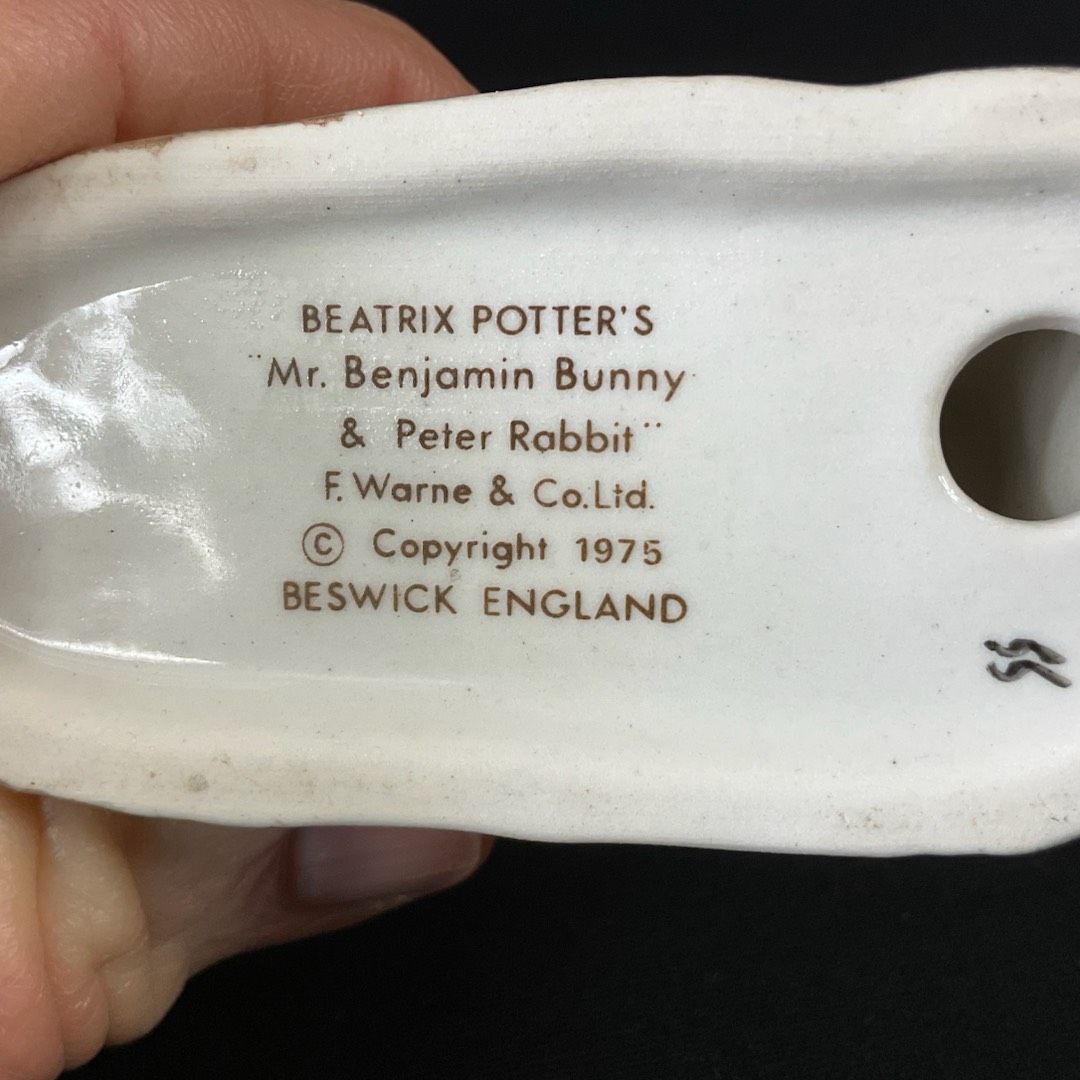 BEATRIX POTTER'S
¨Mr. Benjamin Bunny
& Peter Rabbit¨
F. Warne & Co. Ltd.
© Copyright 1975
BESWICK ENGLAND